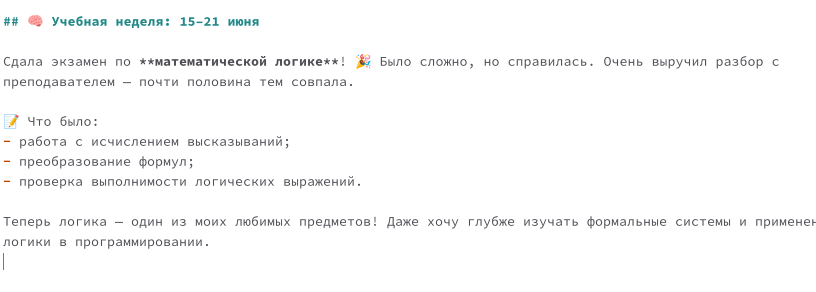 ## 🧠 Учебная неделя: 15–21 июня
Сдала экзамен по **математической логике**! 🎉 Было сложно, но справилась. Очень выручил разбор с
преподавателем — почти половина тем совпала.
📝 Что было:
- работа с исчислением высказываний;
- преобразование формул;
- проверка выполнимости логических выражений.
Теперь логика — один из моих любимых предметов! Даже хочу глубже изучать формальные системы и
логики в программировании.